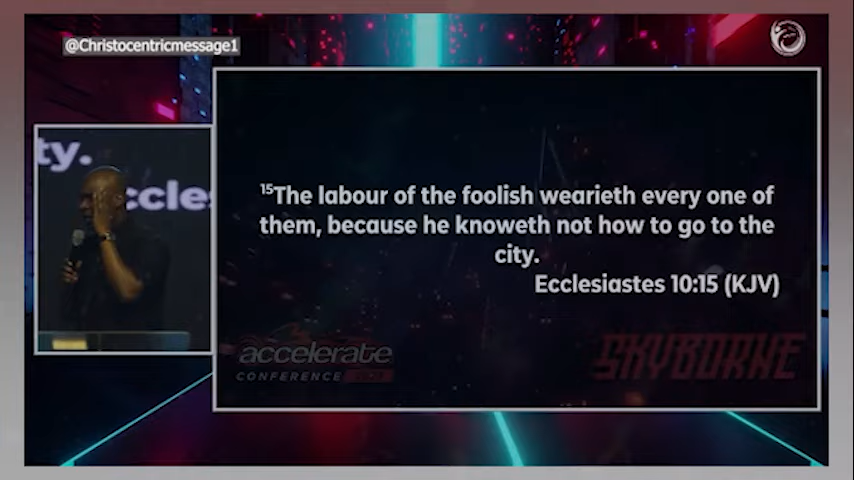 @Christocentricmessage1
ty.
ccles
15The labour of the foolish wearieth every one of
them, because he knoweth not how to go to the
city.
Ecclesiastes 10:15 (KJV)
accelerate
CONFERENCE
SKYBORNE